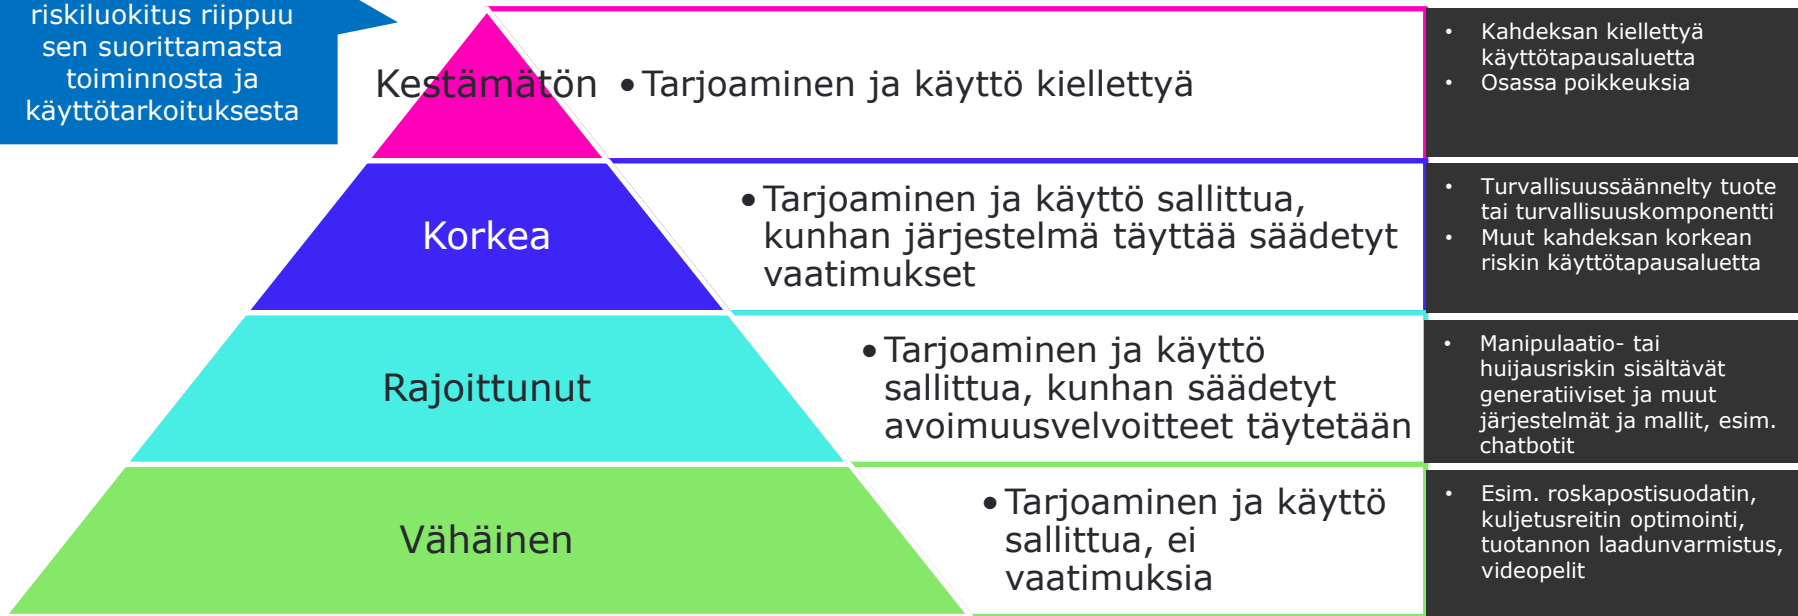 riskiluokitus riippuu
sen suorittamasta
toiminnosta ja
käyttötarkoituksesta
Kestämätön
• Tarjoaminen ja käyttö kiellettyä
• Kahdeksan kiellettyä
käyttötapausaluetta
• Osassa poikkeuksia
Korkea
• Tarjoaminen ja käyttö sallittua,
kunhan järjestelmä täyttää säädetyt
vaatimukset
• Turvallisuussäännelty tuote
tai turvallisuuskomponentti
• Muut kahdeksan korkean
riskin käyttötapausaluetta
Rajoittunut
• Tarjoaminen ja käyttö
sallittua, kunhan säädetyt
avoimuusvelvoitteet täytetään
• Manipulaatio- tai
huijausriskin sisältävät
generatiiviset ja muut
järjestelmät ja mallit, esim.
chatbotit
Vähäinen
• Tarjoaminen ja käyttö
sallittua, ei
vaatimuksia
• Esim. roskapostisuodatin,
kuljetusreitin optimointi,
tuotannon laadunvarmistus,
videopelit